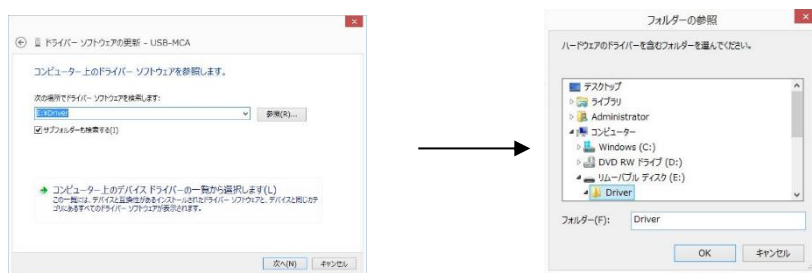 ドライバー ソフトウェアの更新 - USB-MCA
コンピューター上のドライバー ソフトウェアを参照します。
次の場所でドライバー ソフトウェアを検索します:
E:¥Driver
参照(R)...
サブフォルダーも検索する(I)
コンピューター上のデバイス ドライバーの一覧から選択します(L)
この一覧には、デバイスと互換性があるインストールされたドライバー ソフトウェアと、デバイスと同じカテ
ゴリにあるすべてのドライバー ソフトウェアが表示されます。
次へ(N)
キャンセル
フォルダーの参照
ハードウェアのドライバーを含むフォルダーを選んでください。
デスクトップ
ライブラリ
Administrator
コンピューター
Windows (C:)
DVD RW ドライブ (D:)
リムーバブル ディスク (E:)
Driver
フォルダー(F):
Driver
OK
キャンセル